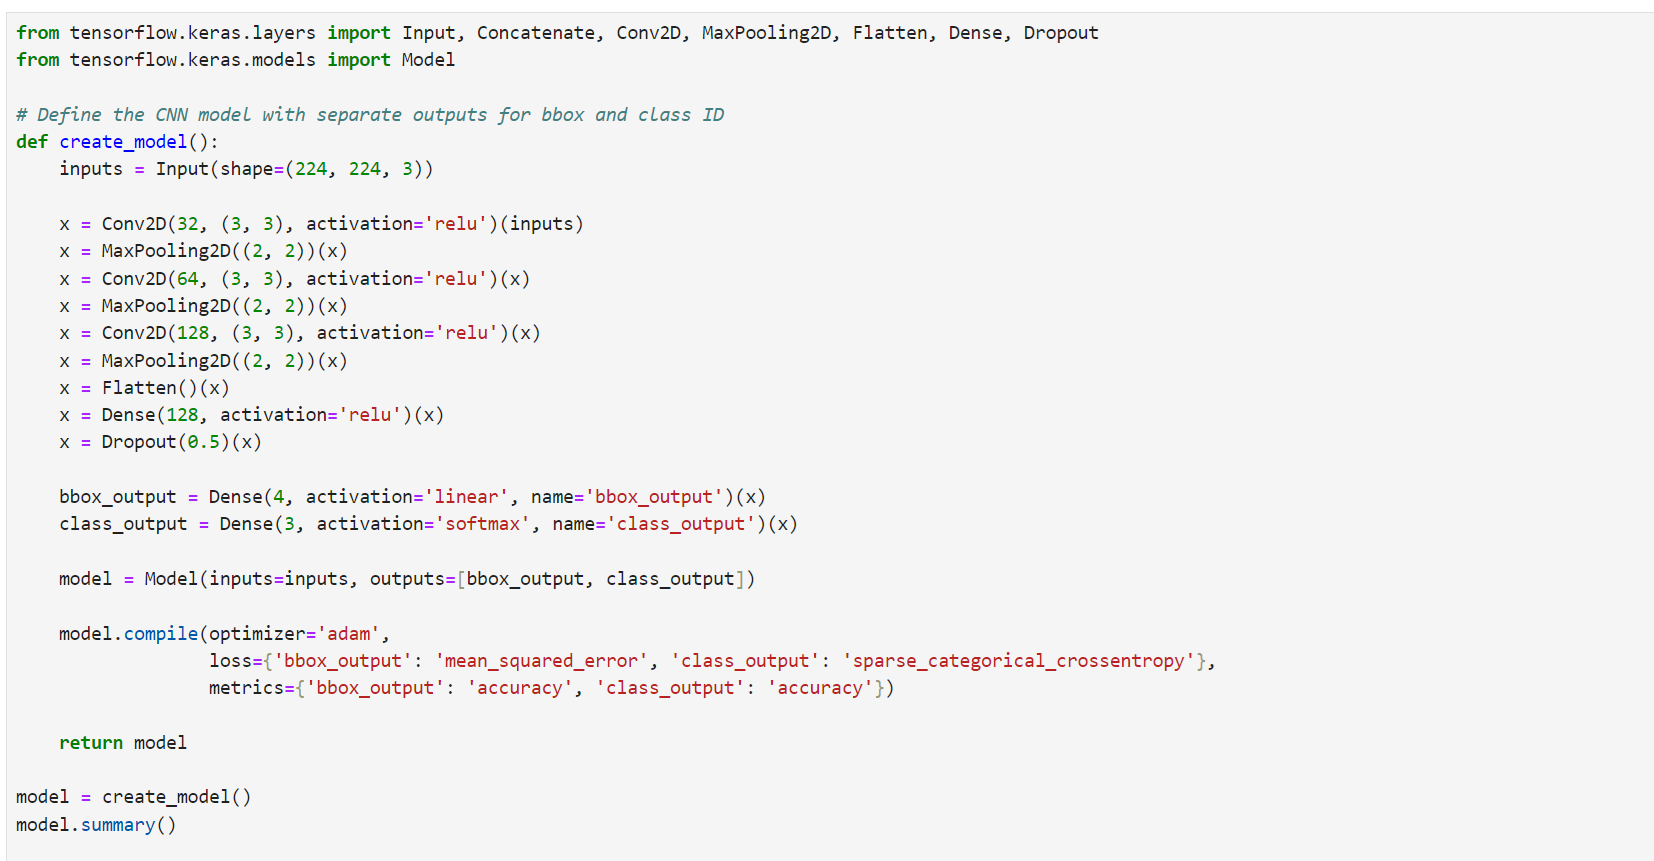 from tensorflow.keras.layers import Input, Concatenate, Conv2D, MaxPooling2D, Flatten, Dense, Dropout
from tensorflow.keras.models import Model

# Define the CNN model with separate outputs for bbox and class ID
def create_model():
    inputs = Input(shape=(224, 224, 3))

    x = Conv2D(32, (3, 3), activation='relu')(inputs)
    x = MaxPooling2D((2, 2))(x)
    x = Conv2D(64, (3, 3), activation='relu')(x)
    x = MaxPooling2D((2, 2))(x)
    x = Conv2D(128, (3, 3), activation='relu')(x)
    x = MaxPooling2D((2, 2))(x)
    x = Flatten()(x)
    x = Dense(128, activation='relu')(x)
    x = Dropout(0.5)(x)

    bbox_output = Dense(4, activation='linear', name='bbox_output')(x)
    class_output = Dense(3, activation='softmax', name='class_output')(x)

    model = Model(inputs=inputs, outputs=[bbox_output, class_output])

    model.compile(optimizer='adam',
                  loss={'bbox_output': 'mean_squared_error', 'class_output': 'sparse_categorical_crossentropy'},
                  metrics={'bbox_output': 'accuracy', 'class_output': 'accuracy'})

    return model

model = create_model()
model.summary()